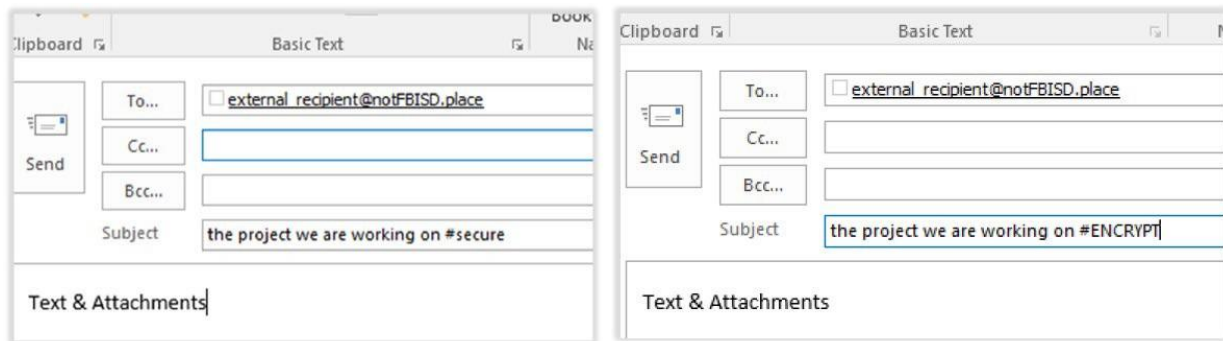 Clipboard
Basic Text
To...
external_recipient@notFBISD.place
Cc...
Send
Bcc...
Subject
the project we are working on #secure
Text & Attachments
Clipboard
Basic Text
To...
external_recipient@notFBISD.place
Cc...
Send
Bcc...
Subject
the project we are working on #ENCRYPT
Text & Attachments